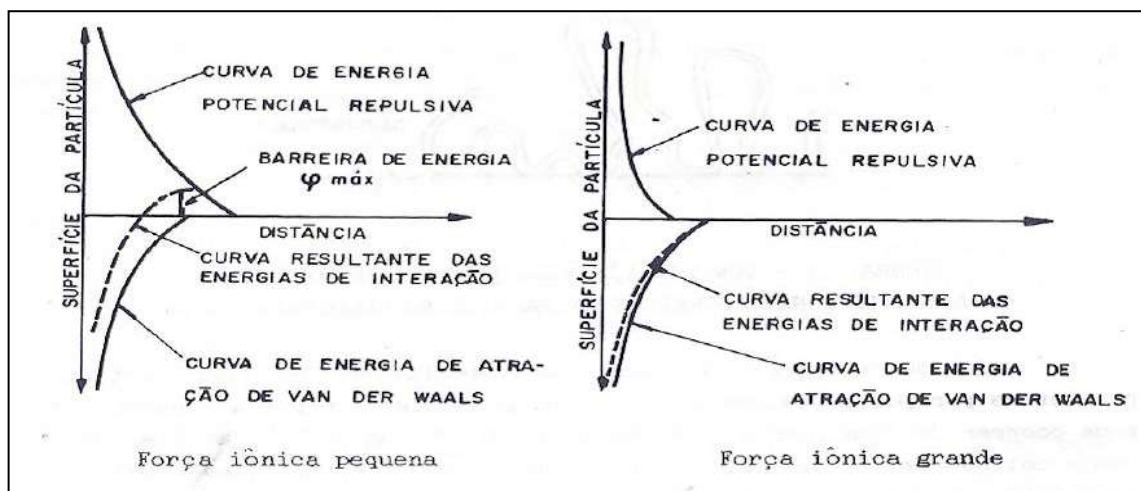 SUPERFÍCIE DA PARTÍCULA
CURVA DE ENERGIA
POTENCIAL REPULSIVA
BARREIRA DE ENERGIA
φ máx
DISTÂNCIA
CURVA RESULTANTE DAS
ENERGIAS DE INTERAÇÃO
CURVA DE ENERGIA DE ATRA-
ÇÃO DE VAN DER WAALS
Força iônica pequena
SUPERFÍCIE DA PARTÍCULA
CURVA DE ENERGIA
POTENCIAL REPULSIVA
DISTÂNCIA
CURVA RESULTANTE DAS
ENERGIAS DE INTERAÇÃO
CURVA DE ENERGIA DE
ATRAÇÃO DE VAN DER WAALS
Força iônica grande